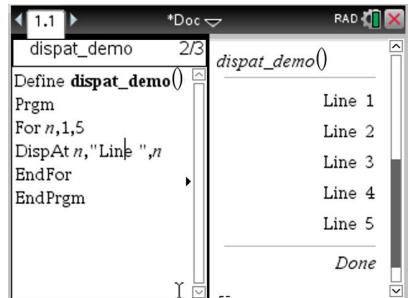 1.1 *Doc RAD
dispat_demo 2/3
Define dispat_demo()
Prgm
For n,1,5
DispAt n,"Line ",n
EndFor
EndPrgm
dispat_demo()
Line 1
Line 2
Line 3
Line 4
Line 5
Done